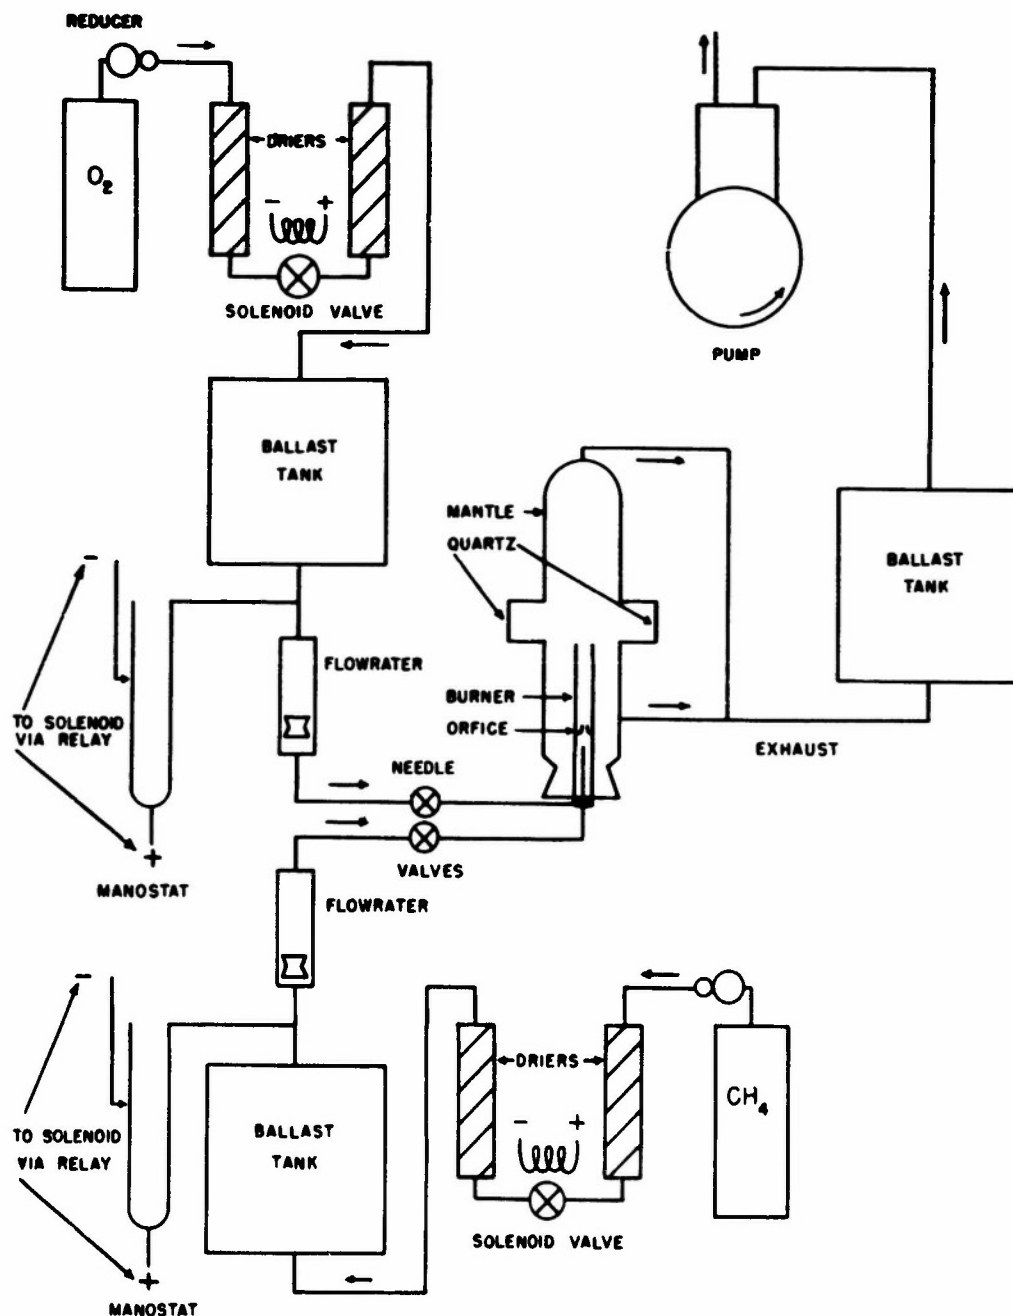 REDUCER
O2
DRIERS
- +
SOLENOID VALVE
PUMP
BALLAST
TANK
MANTLE
QUARTZ
BALLAST
TANK
-
FLOWRATER
TO SOLENOID
VIA RELAY
BURNER
ORFICE
EXHAUST
NEEDLE
+
VALVES
MANOSTAT
FLOWRATER
-
DRIERS
CH4
BALLAST
TANK
- +
TO SOLENOID
VIA RELAY
SOLENOID VALVE
+
MANOSTAT